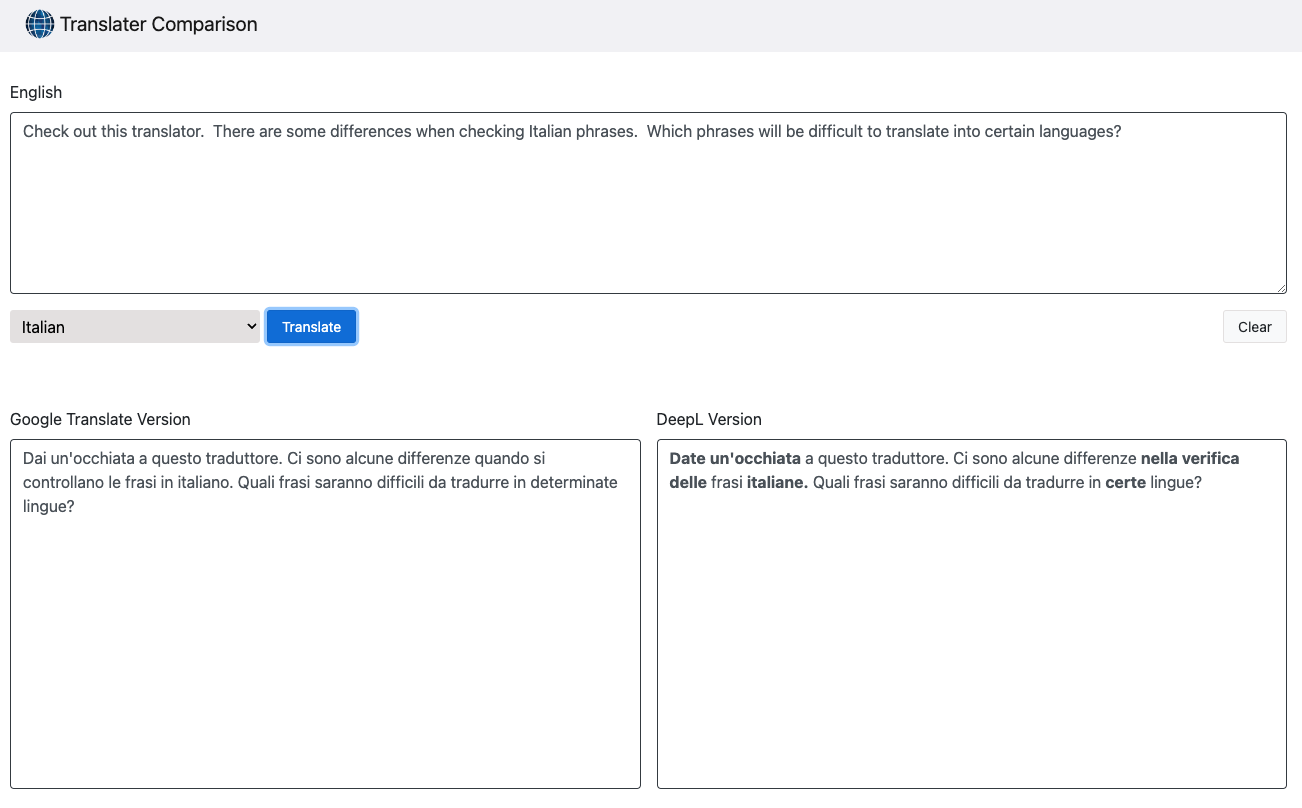 Translater Comparison
English
Check out this translator.  There are some differences when checking Italian phrases.  Which phrases will be difficult to translate into certain languages?
Italian
Translate
Clear
Google Translate Version
Dai un'occhiata a questo traduttore. Ci sono alcune differenze quando si
controllano le frasi in italiano. Quali frasi saranno difficili da tradurre in determinate
lingue?
DeepL Version
Date un'occhiata a questo traduttore. Ci sono alcune differenze nella verifica
delle frasi italiane. Quali frasi saranno difficili da tradurre in certe lingue?